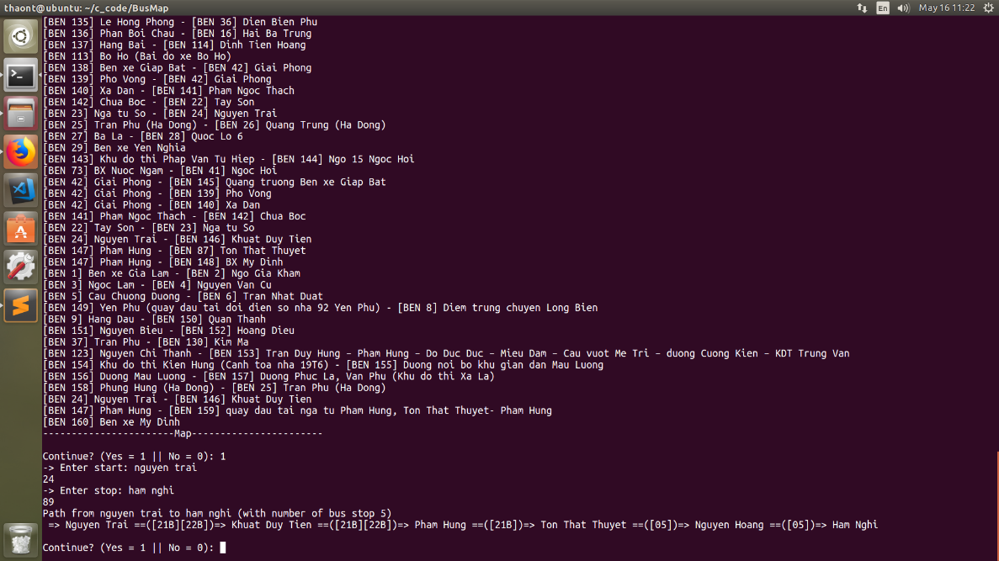 thaont@ubuntu: ~/c_code/BusMap
En
May 16 11:22
[BEN 135] Le Hong Phong - [BEN 36] Dien Bien Phu
[BEN 136] Phan Boi Chau - [BEN 16] Hai Ba Trung
[BEN 137] Hang Bai - [BEN 114] Dinh Tien Hoang
[BEN 113] Bo Ho (Bai do xe Bo Ho)
[BEN 138] Ben xe Giap Bat - [BEN 42] Giai Phong
[BEN 139] Pho Vong - [BEN 42] Giai Phong
[BEN 140] Xa Dan - [BEN 141] Pham Ngoc Thach
[BEN 142] Chua Boc - [BEN 22] Tay Son
[BEN 23] Nga tu So - [BEN 24] Nguyen Trai
[BEN 25] Tran Phu (Ha Dong) - [BEN 26] Quang Trung (Ha Dong)
[BEN 27] Ba La - [BEN 28] Quoc Lo 6
[BEN 29] Ben xe Yen Nghia
[BEN 143] Khu do thi Phap Van Tu Hiep - [BEN 144] Ngo 15 Ngoc Hoi
[BEN 73] BX Nuoc Ngam - [BEN 41] Ngoc Hoi
[BEN 42] Giai Phong - [BEN 145] Quang truong Ben xe Giap Bat
[BEN 42] Giai Phong - [BEN 139] Pho Vong
[BEN 42] Giai Phong - [BEN 140] Xa Dan
[BEN 141] Pham Ngoc Thach - [BEN 142] Chua Boc
[BEN 22] Tay Son - [BEN 23] Nga tu So
[BEN 24] Nguyen Trai - [BEN 146] Khuat Duy Tien
[BEN 147] Pham Hung - [BEN 87] Ton That Thuyet
[BEN 147] Pham Hung - [BEN 148] BX My Dinh
[BEN 1] Ben xe Gia Lam - [BEN 2] Ngo Gia Kham
[BEN 3] Ngoc Lam - [BEN 4] Nguyen Van Cu
[BEN 5] Cau Chuong Duong - [BEN 6] Tran Nhat Duat
[BEN 149] Yen Phu (quay dau tai doi dien so nha 92 Yen Phu) - [BEN 8] Diem trung chuyen Long Bien
[BEN 9] Hang Dau - [BEN 150] Quan Thanh
[BEN 151] Nguyen Bieu - [BEN 152] Hoang Dieu
[BEN 37] Tran Phu - [BEN 130] Kim Ma
[BEN 123] Nguyen Chi Thanh - [BEN 153] Tran Duy Hung – Pham Hung – Do Duc Duc – Mieu Dam – Cau vuot Me Tri – duong Cuong Kien – KDT Trung Van
[BEN 154] Khu do thi Kien Hung (Canh toa nha 19T6) - [BEN 155] Duong noi bo khu gian dan Mau Luong
[BEN 156] Duong Mau Luong - [BEN 157] Duong Phuc La, Van Phu (Khu do thi Xa La)
[BEN 158] Phung Hung (Ha Dong) - [BEN 25] Tran Phu (Ha Dong)
[BEN 24] Nguyen Trai - [BEN 146] Khuat Duy Tien
[BEN 147] Pham Hung - [BEN 159] quay dau tai nga tu Pham Hung, Ton That Thuyet- Pham Hung
[BEN 160] Ben xe My Dinh
-----------------------Map-----------------------
Continue? (Yes = 1 || No = 0): 1
-> Enter start: nguyen trai
24
-> Enter stop: ham nghi
89
Path from nguyen trai to ham nghi (with number of bus stop 5)
=> Nguyen Trai ==([21B][22B])=> Khuat Duy Tien ==([21B][22B])=> Pham Hung ==([21B])=> Ton That Thuyet ==([05])=> Nguyen Hoang ==([05])=> Ham Nghi
Continue? (Yes = 1 || No = 0):